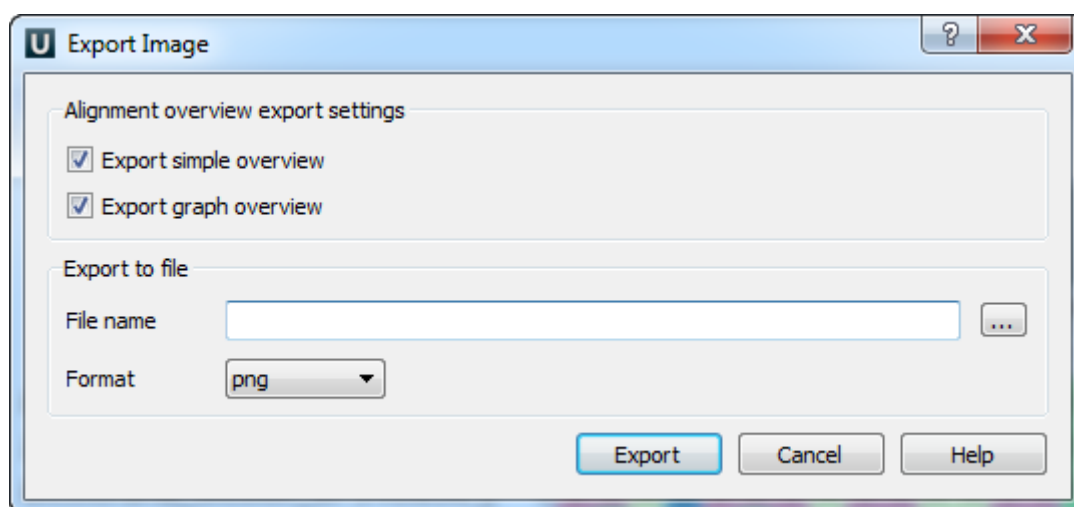 U Export Image ? X
Alignment overview export settings
Export simple overview
Export graph overview
Export to file
File name ...
Format png
Export Cancel Help